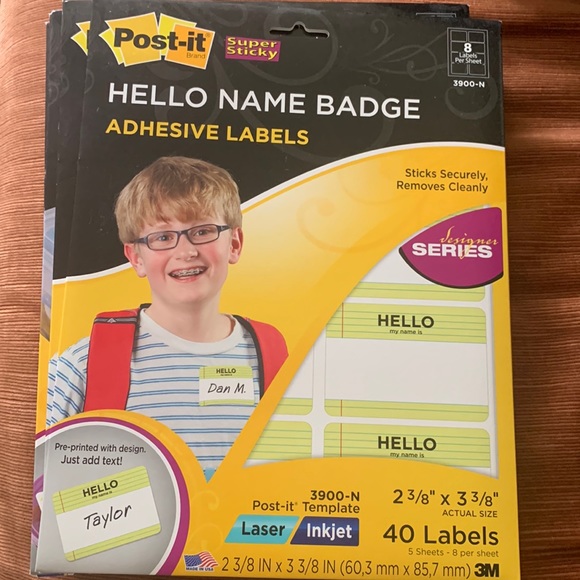 Post-it
Brand
Super
Sticky
8
Labels
Per Sheet
3900-N
HELLO NAME BADGE
ADHESIVE LABELS
Sticks Securely,
Removes Cleanly
designer
SERIES
HELLO
my name is
HELLO
my name is
HELLO
Dan M.
Pre-printed with design.
Just add text!
HELLO
my name is
Taylor
3900-N
Post-it® Template
Laser Inkjet
2 3/8" x 3 3/8"
ACTUAL SIZE
40 Labels
5 Sheets - 8 per sheet
MADE IN USA
2 3/8 IN x 3 3/8 IN (60,3 mm x 85,7 mm) 3M